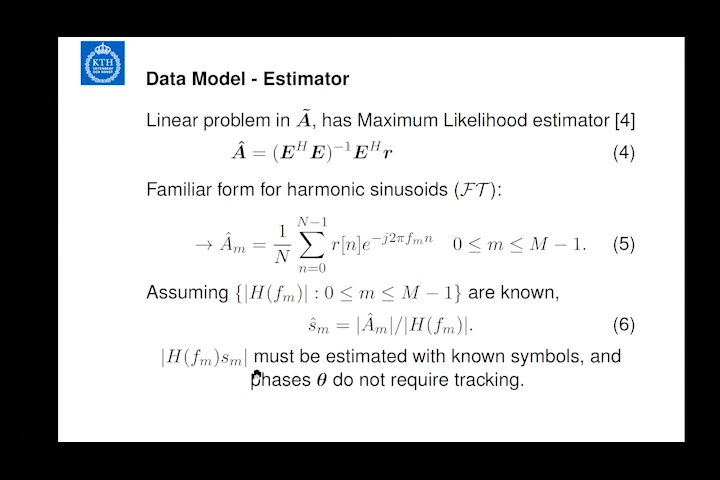 KTH
Data Model - Estimator
Linear problem in Ã, has Maximum Likelihood estimator [4]
Â = (EᴴE)⁻¹Eᴴr (4)
Familiar form for harmonic sinusoids (ℱ𝒯):
→ Â_m = 1/N ∑_{n=0}^{N−1} r[n]e^{−j2πf_m n} 0 ≤ m ≤ M − 1. (5)
Assuming {|H(f_m)| : 0 ≤ m ≤ M − 1} are known,
ŝ_m = |Â_m|/|H(f_m)|. (6)
|H(f_m)s_m| must be estimated with known symbols, and
phases θ do not require tracking.